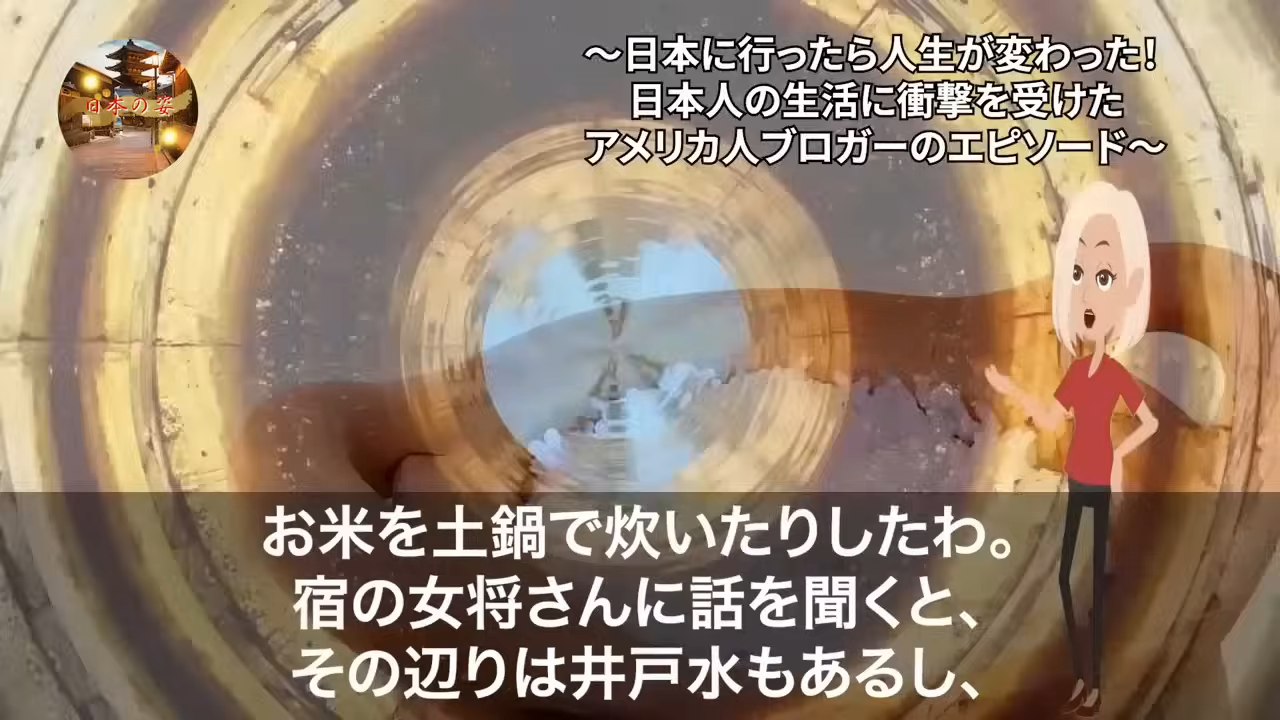 日本の姿
〜日本に行ったら人生が変わった!
日本人の生活に衝撃を受けた
アメリカ人ブロガーのエピソード〜
お米を土鍋で炊いたりしたわ。
宿の女将さんに話を聞くと、
その辺りは井戸水もあるし、